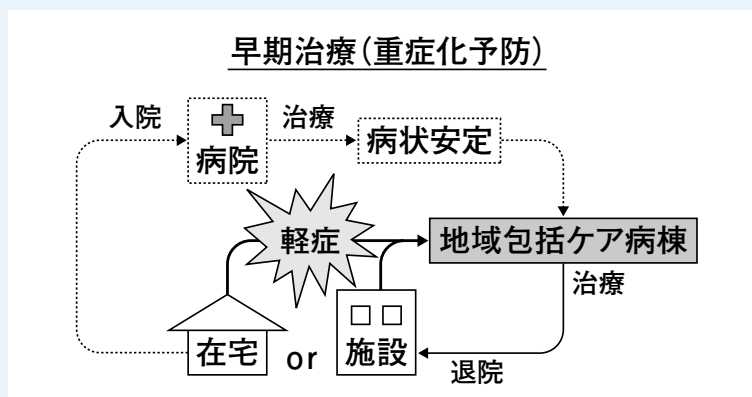 早期治療（重症化予防）
入院
病院
治療
病状安定
軽症
地域包括ケア病棟
治療
在宅
or
施設
退院